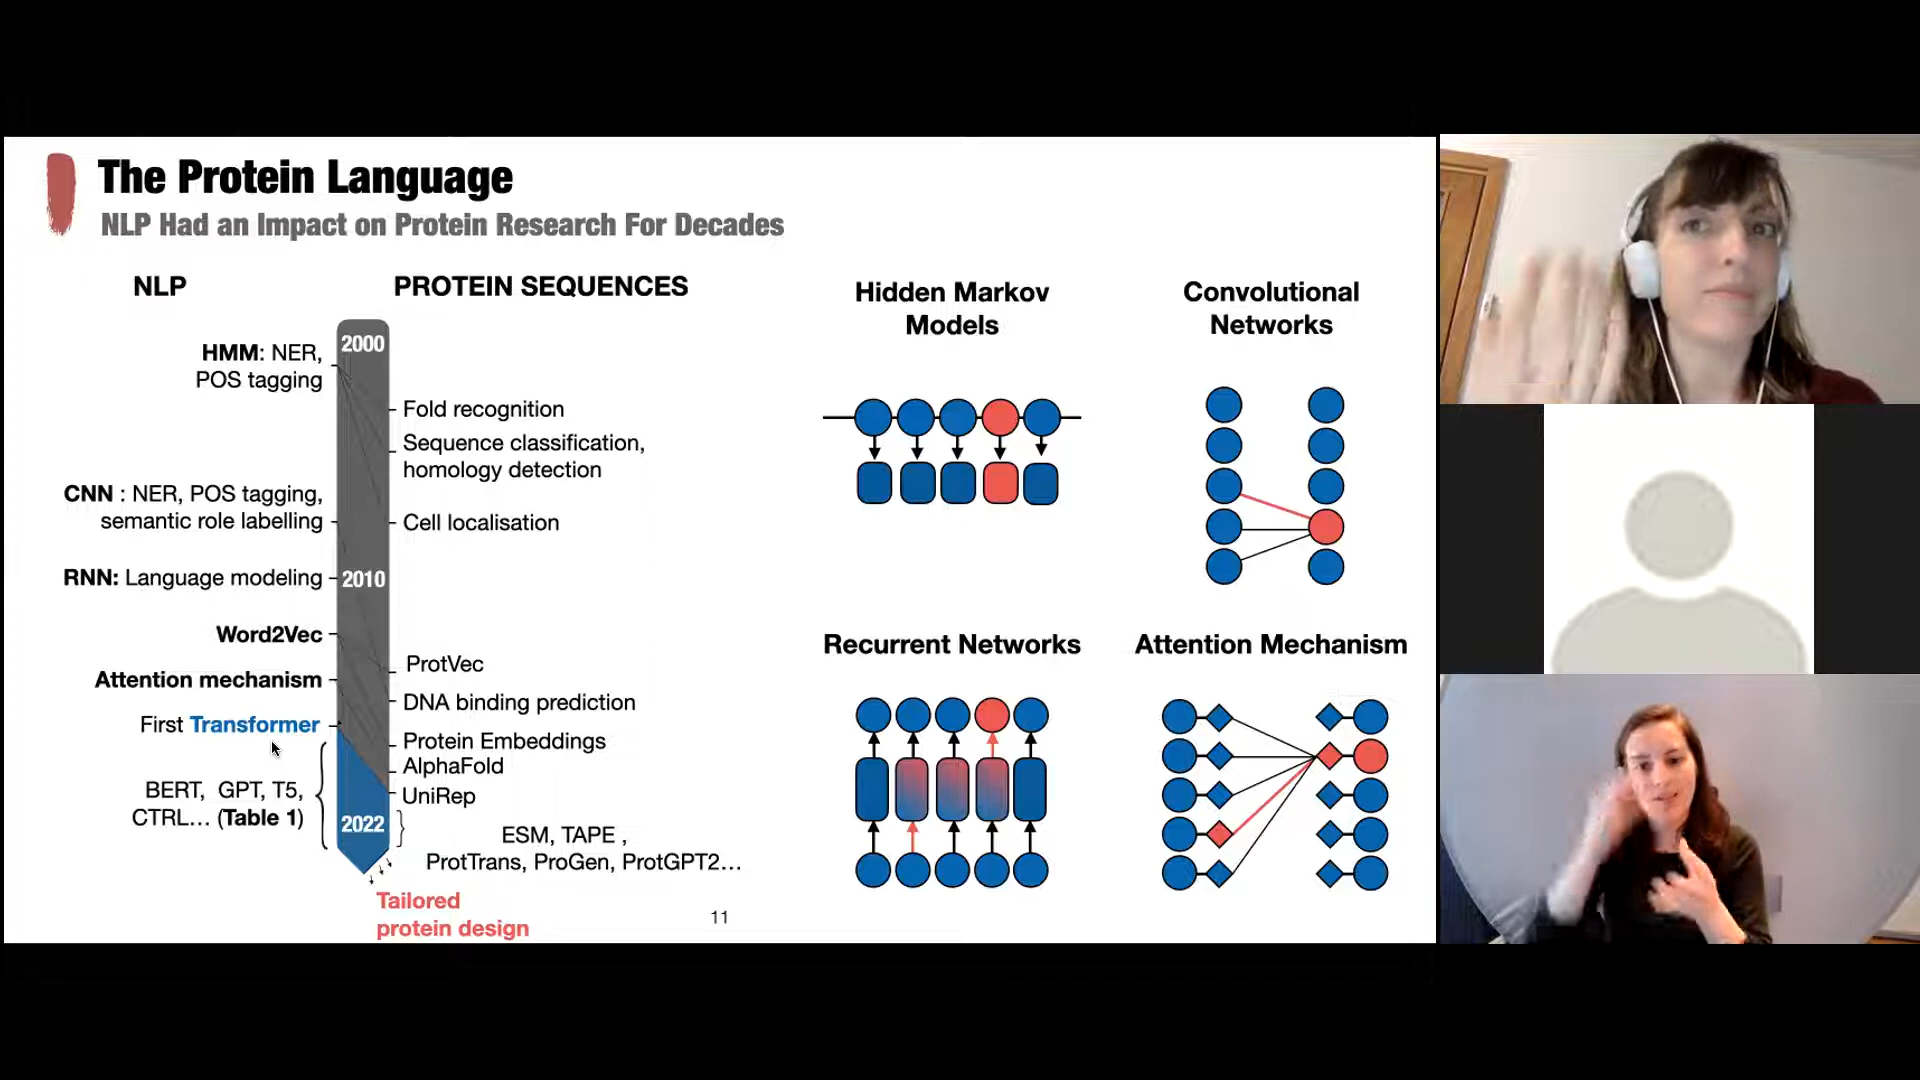 The Protein Language
NLP Had an Impact on Protein Research For Decades
NLP
PROTEIN SEQUENCES
2000
HMM: NER,
POS tagging
Fold recognition
Sequence classification,
homology detection
CNN : NER, POS tagging,
semantic role labelling
Cell localisation
RNN: Language modeling
2010
Word2Vec
ProtVec
Attention mechanism
DNA binding prediction
First Transformer
Protein Embeddings
AlphaFold
BERT, GPT, T5,
CTRL... (Table 1)
UniRep
2022
ESM, TAPE ,
ProtTrans, ProGen, ProtGPT2...
Tailored
protein design
11
Hidden Markov
Models
Convolutional
Networks
Recurrent Networks
Attention Mechanism